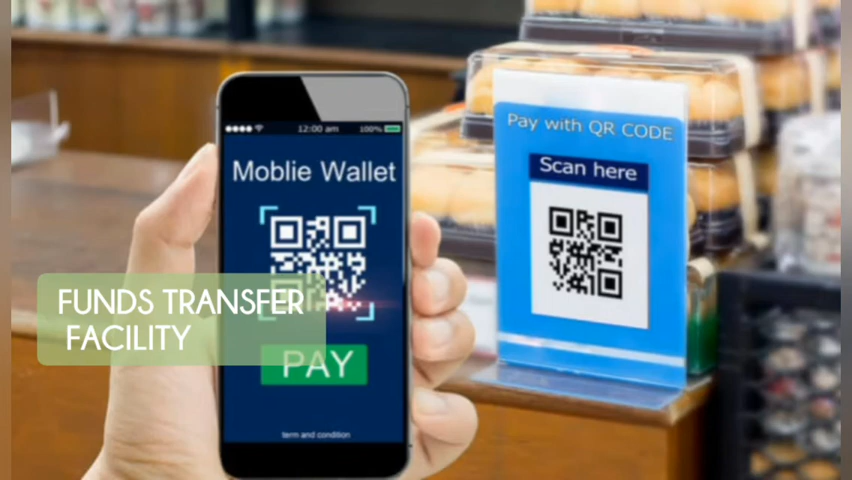 12:00 am
100%
Moblie Wallet
PAY
term and condition
Pay with QR CODE
Scan here
FUNDS TRANSFER
FACILITY